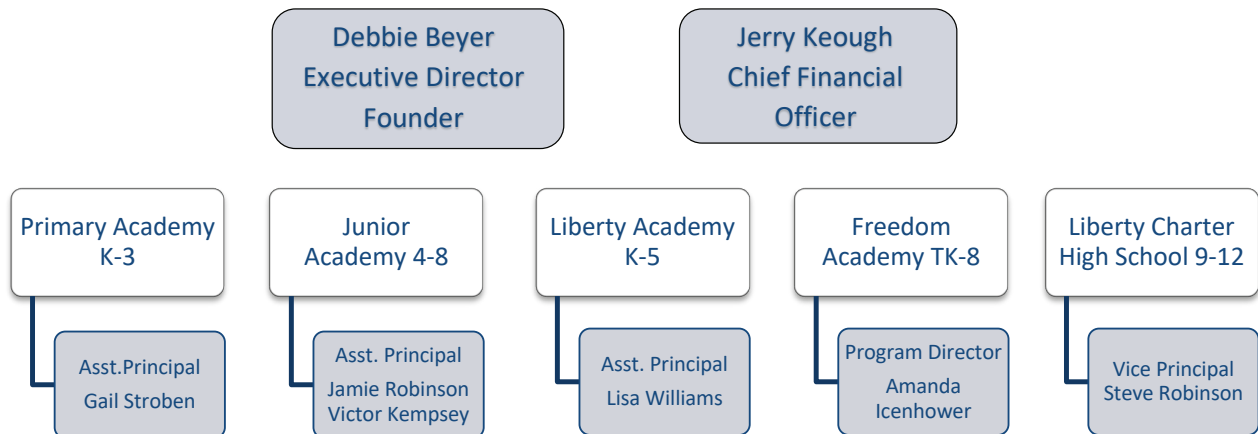 Debbie Beyer
Executive Director
Founder
Jerry Keough
Chief Financial
Officer
Primary Academy
K-3
Junior
Academy 4-8
Liberty Academy
K-5
Freedom
Academy TK-8
Liberty Charter
High School 9-12
Asst.Principal
Gail Stroben
Asst. Principal
Jamie Robinson
Victor Kempsey
Asst. Principal
Lisa Williams
Program Director
Amanda
Icenhower
Vice Principal
Steve Robinson